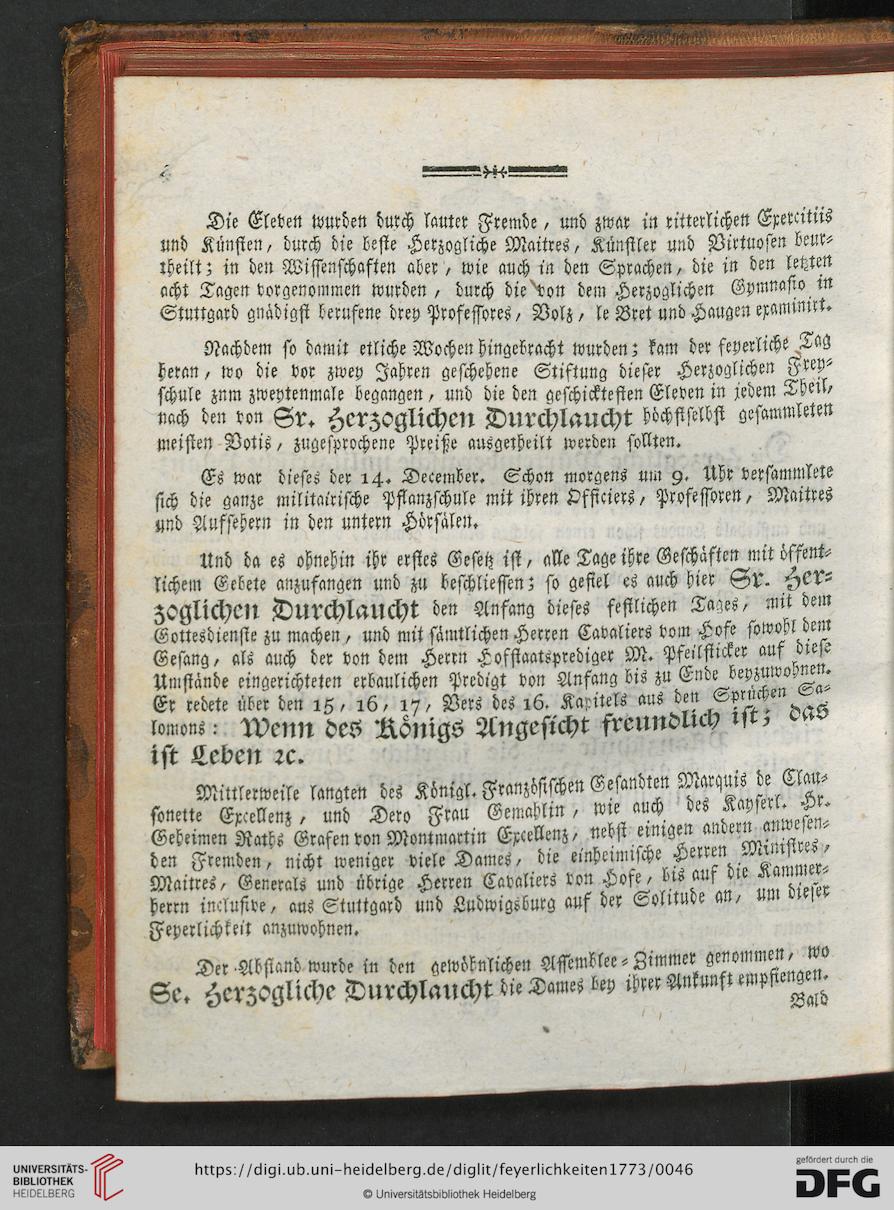 Die Eleven wurden durch lauter Fremde, und zwar in ritterlichen Exercitiis
und Künsten, durch die beste Herzogliche Maitres, Künstler und Virtuosen beur-
theilt; in den Wissenschaften aber, wie auch in den Sprachen, die in den letzten
acht Tagen vorgenommen wurden, durch die von dem Herzoglichen Gymnasio in
Stuttgard gnädigst berufene drey Professores, Volz, le Bret und Haugen examinirt.
Nachdem so damit etliche Wochen hingebracht wurden; kam der feyerliche Tag
heran, wo die vor zwey Jahren geschehene Stiftung dieser Herzoglichen Frey-
schule znm zweytenmale begangen, und die den geschicktesten Eleven in jedem Theil,
nach den von Sr. Herzoglichen Durchlaucht höchstselbst gesammleten
meisten Votis, zugesprochene Preiße ausgetheilt werden sollten.
Es war dieses der 14. December. Schon morgens um 9. Uhr versammlete
sich die ganze militairische Pflanzschule mit ihren Officiers, Professoren, Maitres
und Aufsehern in den untern Hörsälen.
Und da es ohnehin ihr erstes Gesetz ist, alle Tage ihre Geschäften mit öffent-
lichem Gebete anzufangen und zu beschliessen; so gefiel es auch hier Sr. Her-
zoglichen Durchlaucht den Anfang dieses festlichen Tages, mit dem
Gottesdienste zu machen, und mit sämtlichen Herren Cavaliers vom Hofe sowohl dem
Gesang, als auch der von dem Herrn Hofstaatsprediger M. Pfeilsticker auf diese
Umstände eingerichteten erbaulichen Predigt von Anfang bis zu Ende beyzuwohnen.
Er redete über den 15, 16, 17, Vers des 16. Kapitels aus den Sprüchen Sa-
lomons: Wenn des Königs Angesicht freundlich ist; das
ist Leben ꝛc.
Mittlerweile langten des Königl. Französischen Gesandten Marquis de Clau-
sonette Excellenz, und Dero Frau Gemahlin, wie auch des Kayserl. Hr.
Geheimen Raths Grafen von Montmartin Excellenz, nebst einigen andern anwesen-
den Fremden, nicht weniger viele Dames, die einheimische Herren Ministres,
Maitres, Generals und übrige Herren Cavaliers von Hofe, bis auf die Kammer-
herrn inclusive, aus Stuttgard und Ludwigsburg auf der Solitude an, um dieser
Feyerlichkeit anzuwohnen.
Der Abstand wurde in den gewöhnlichen Assemblee-Zimmer genommen, wo
Se. Herzogliche Durchlaucht die Dames bey ihrer Ankunft empfiengen.
Bald
UNIVERSITÄTS-
BIBLIOTHEK
HEIDELBERG
https://digi.ub.uni-heidelberg.de/diglit/feyerlichkeiten1773/0046
© Universitätsbibliothek Heidelberg
gefördert durch die
DFG